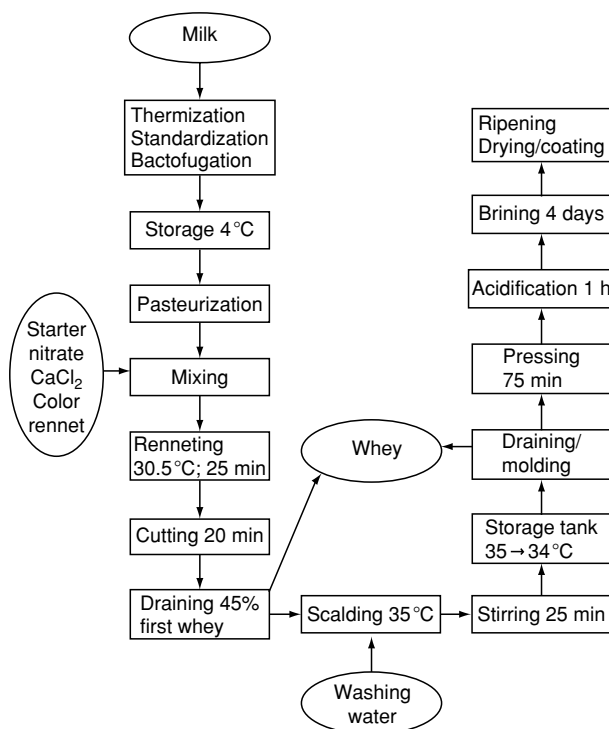 Milk
Thermization
Standardization
Bactofugation
Storage 4°C
Pasteurization
Starter
nitrate
CaCl₂
Color
rennet
Mixing
Renneting
30.5°C; 25 min
Cutting 20 min
Draining 45%
first whey
Whey
Scalding 35°C
Washing
water
Stirring 25 min
Storage tank
35→34°C
Draining/
molding
Pressing
75 min
Acidification 1 h
Brining 4 days
Ripening
Drying/coating